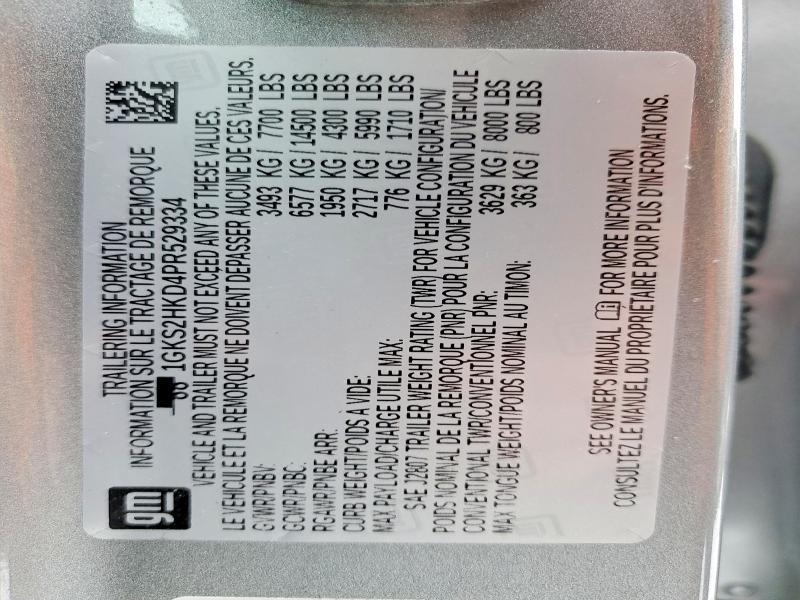 gm
TRAILERING INFORMATION
INFORMATION SUR LE TRACTAGE DE REMORQUE
1GKS2HKD4PR529334
VEHICLE AND TRAILER MUST NOT EXCEED ANY OF THESE VALUES.
LE VEHICULE ET LA REMORQUE NE DOIVENT DEPASSER AUCUNE DE CES VALEURS.
GVWR/PNBV: 3493 KG / 7700 LBS
GCWR/PNBC: 6577 KG / 14500 LBS
RGAWR/PNBE ARR: 1950 KG / 4300 LBS
CURB WEIGHT/POIDS A VIDE: 2717 KG / 5990 LBS
MAX PAYLOAD/CHARGE UTILE MAX: 776 KG / 1710 LBS
SAE J2807 TRAILER WEIGHT RATING (TWR) FOR VEHICLE CONFIGURATION/
POIDS NOMINAL DE LA REMORQUE (PNR) POUR LA CONFIGURATION DU VEHICULE
CONVENTIONAL TWR/CONVENTIONNEL PNR: 3629 KG / 8000 LBS
MAX TONGUE WEIGHT/POIDS NOMINAL AU TIMON: 363 KG / 800 LBS
SEE OWNER'S MANUAL FOR MORE INFORMATION
CONSULTEZ LE MANUEL DU PROPRIETAIRE POUR PLUS D'INFORMATIONS.